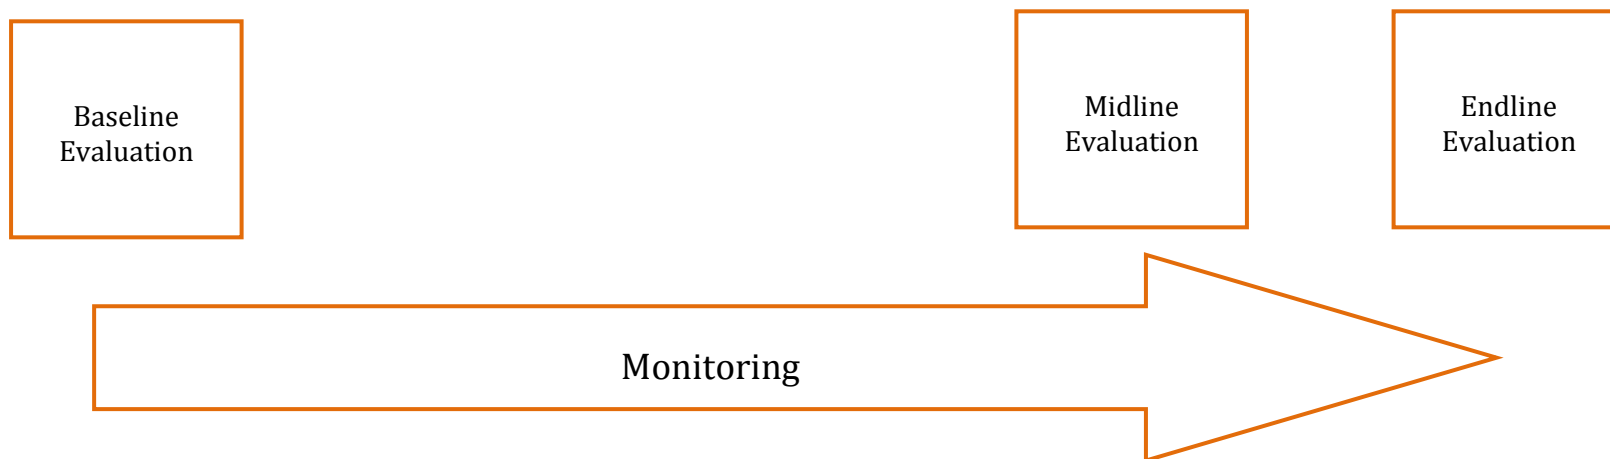 Baseline
Evaluation
Midline
Evaluation
Endline
Evaluation
Monitoring